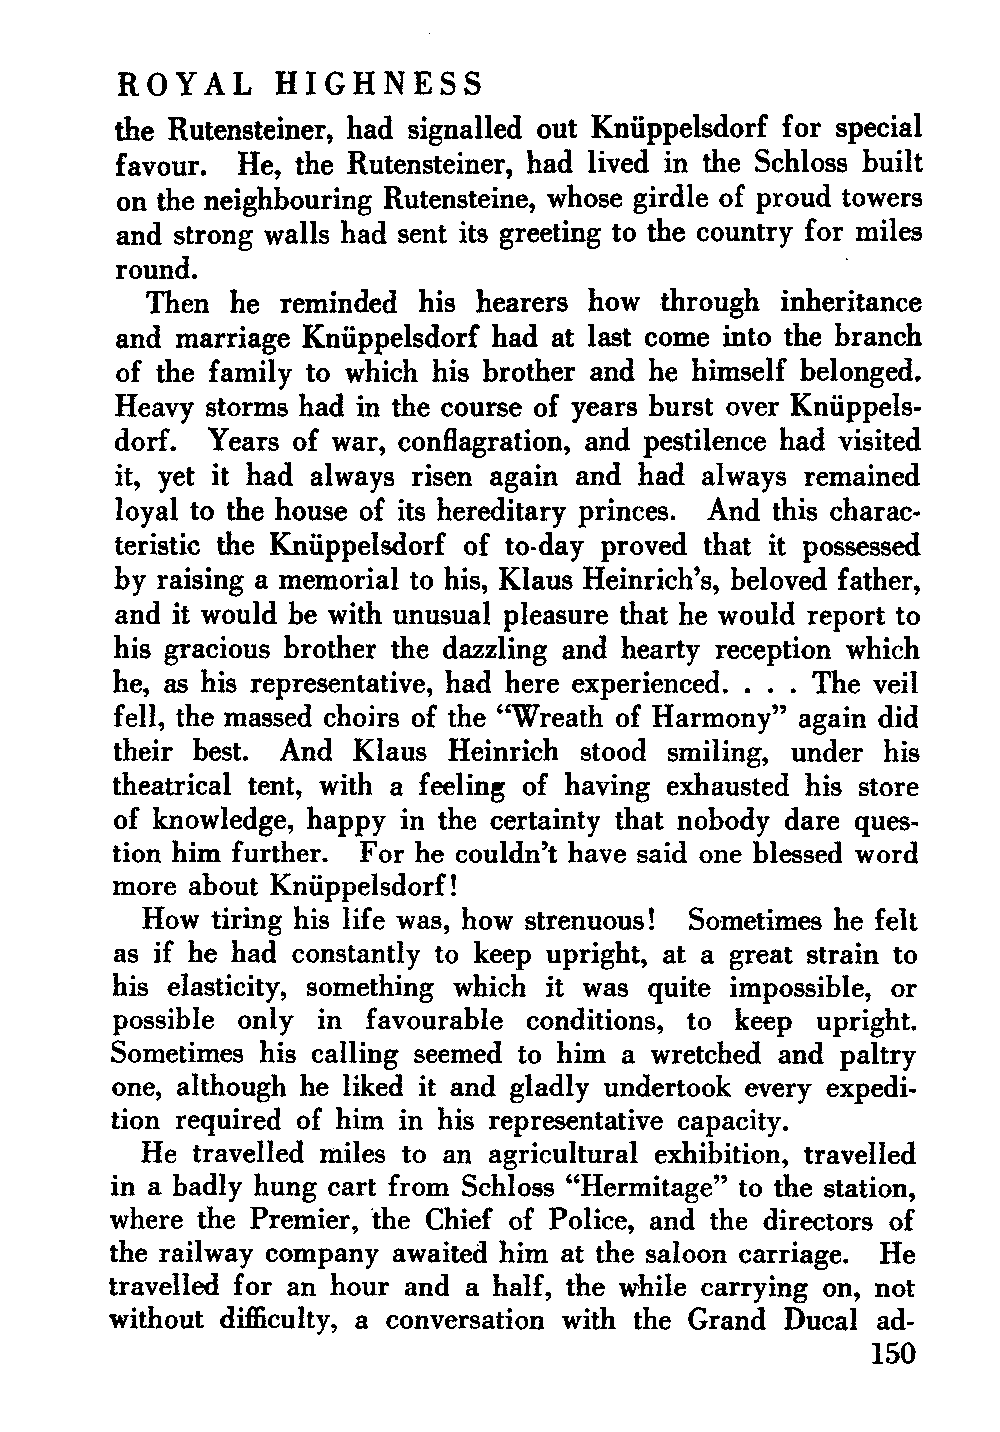 ROYAL HIGHNESS
the Rutensteiner, had signalled out Knüppelsdorf for special
favour. He, the Rutensteiner, had lived in the Schloss built
on the neighbouring Rutensteine, whose girdle of proud towers
and strong walls had sent its greeting to the country for miles
round.
Then he reminded his hearers how through inheritance
and marriage Knüppelsdorf had at last come into the branch
of the family to which his brother and he himself belonged.
Heavy storms had in the course of years burst over Knüppels-
dorf. Years of war, conflagration, and pestilence had visited
it, yet it had always risen again and had always remained
loyal to the house of its hereditary princes. And this charac-
teristic the Knüppelsdorf of to-day proved that it possessed
by raising a memorial to his, Klaus Heinrich's, beloved father,
and it would be with unusual pleasure that he would report to
his gracious brother the dazzling and hearty reception which
he, as his representative, had here experienced. . . . The veil
fell, the massed choirs of the “Wreath of Harmony” again did
their best. And Klaus Heinrich stood smiling, under his
theatrical tent, with a feeling of having exhausted his store
of knowledge, happy in the certainty that nobody dare ques-
tion him further. For he couldn't have said one blessed word
more about Knüppelsdorf!
How tiring his life was, how strenuous! Sometimes he felt
as if he had constantly to keep upright, at a great strain to
his elasticity, something which it was quite impossible, or
possible only in favourable conditions, to keep upright.
Sometimes his calling seemed to him a wretched and paltry
one, although he liked it and gladly undertook every expedi-
tion required of him in his representative capacity.
He travelled miles to an agricultural exhibition, travelled
in a badly hung cart from Schloss “Hermitage” to the station,
where the Premier, the Chief of Police, and the directors of
the railway company awaited him at the saloon carriage. He
travelled for an hour and a half, the while carrying on, not
without difficulty, a conversation with the Grand Ducal ad-
150